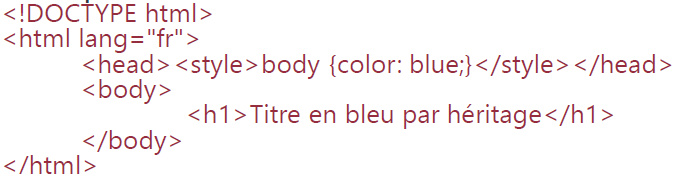 <!DOCTYPE html>
<html lang="fr">
<head><style>body {color: blue;}</style></head>
<body>
<h1>Titre en bleu par héritage</h1>
</body>
</html>